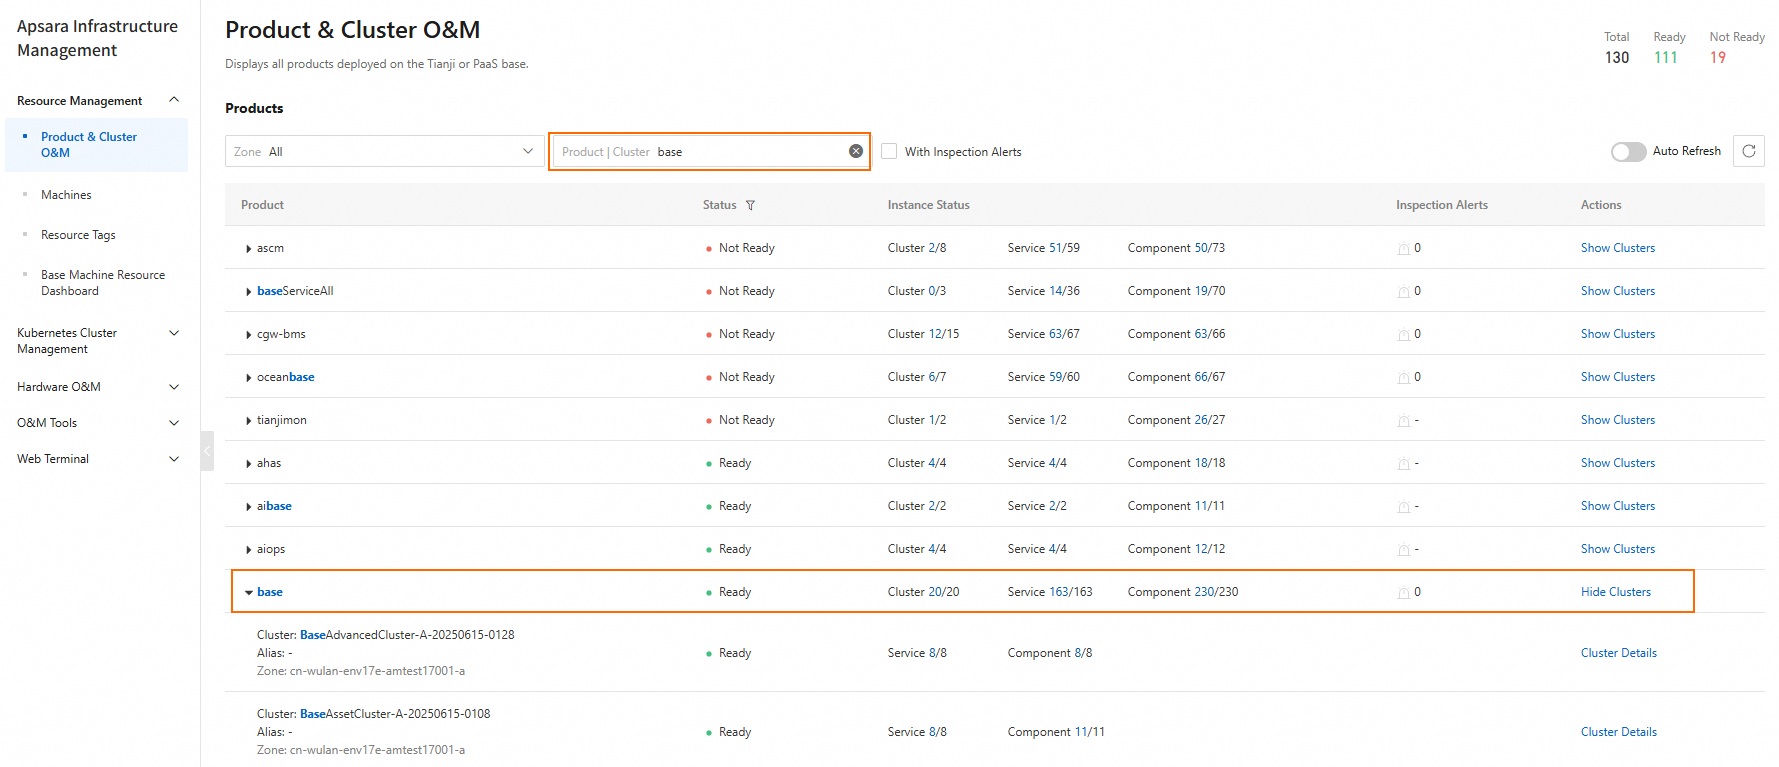 Apsara Infrastructure
Management
Resource Management
Product & Cluster
O&M
Machines
Resource Tags
Base Machine Resource
Dashboard
Kubernetes Cluster
Management
Hardware O&M
O&M Tools
Web Terminal
Product & Cluster O&M
Displays all products deployed on the Tianji or PaaS base.
Total Ready Not Ready
130 111 19
Products
Zone All Product | Cluster base With Inspection Alerts Auto Refresh
Product Status Instance Status Inspection Alerts Actions
ascm Not Ready Cluster 2/8 Service 51/59 Component 50/73 0 Show Clusters
baseServiceAll Not Ready Cluster 0/3 Service 14/36 Component 19/70 0 Show Clusters
cgw-bms Not Ready Cluster 12/15 Service 63/67 Component 63/66 0 Show Clusters
oceanbase Not Ready Cluster 6/7 Service 59/60 Component 66/67 0 Show Clusters
tianjimon Not Ready Cluster 1/2 Service 1/2 Component 26/27 - Show Clusters
ahas Ready Cluster 4/4 Service 4/4 Component 18/18 - Show Clusters
aibase Ready Cluster 2/2 Service 2/2 Component 11/11 - Show Clusters
aiops Ready Cluster 4/4 Service 4/4 Component 12/12 - Show Clusters
base Ready Cluster 20/20 Service 163/163 Component 230/230 0 Hide Clusters
Cluster: BaseAdvancedCluster-A-20250615-0128
Alias: - Ready Service 8/8 Component 8/8 Cluster Details
Zone: cn-wulan-env17e-amtest17001-a
Cluster: BaseAssetCluster-A-20250615-0108
Alias: - Ready Service 8/8 Component 11/11 Cluster Details
Zone: cn-wulan-env17e-amtest17001-a